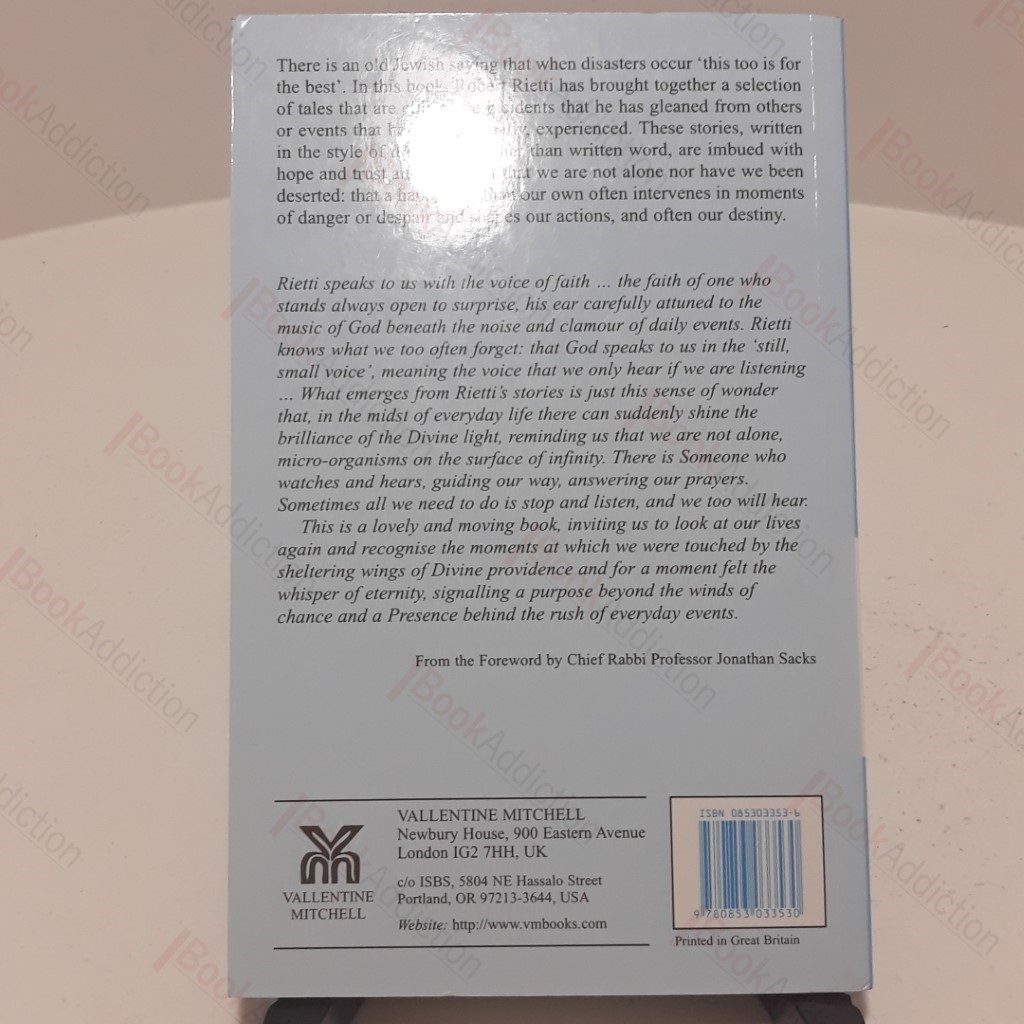 There is an old Jewish saying that when disasters occur ‘this too is for
the best’. In this book, Robert Rietti has brought together a selection
of tales that are incidents that he has gleaned from others
or events that experienced. These stories, written
in the style of than written word, are imbued with
hope and trust that we are not alone nor have we been
deserted: that a our own often intervenes in moments
of danger or despair and our actions, and often our destiny.
Rietti speaks to us with the voice of faith ... the faith of one who
stands always open to surprise, his ear carefully attuned to the
music of God beneath the noise and clamour of daily events. Rietti
knows what we too often forget: that God speaks to us in the ‘still,
small voice’, meaning the voice that we only hear if we are listening
... What emerges from Rietti’s stories is just this sense of wonder
that, in the midst of everyday life there can suddenly shine the
brilliance of the Divine light, reminding us that we are not alone,
micro-organisms on the surface of infinity. There is Someone who
watches and hears, guiding our way, answering our prayers.
Sometimes all we need to do is stop and listen, and we too will hear.
This is a lovely and moving book, inviting us to look at our lives
again and recognise the moments at which we were touched by the
sheltering wings of Divine providence and for a moment felt the
whisper of eternity, signalling a purpose beyond the winds of
chance and a Presence behind the rush of everyday events.
From the Foreword by Chief Rabbi Professor Jonathan Sacks
VALLENTINE
MITCHELL
VALLENTINE MITCHELL
Newbury House, 900 Eastern Avenue
London IG2 7HH, UK
c/o ISBS, 5804 NE Hassalo Street
Portland, OR 97213-3644, USA
Website: http://www.vmbooks.com
ISBN 085303353-6
9 780853 033530
Printed in Great Britain
BookAddiction